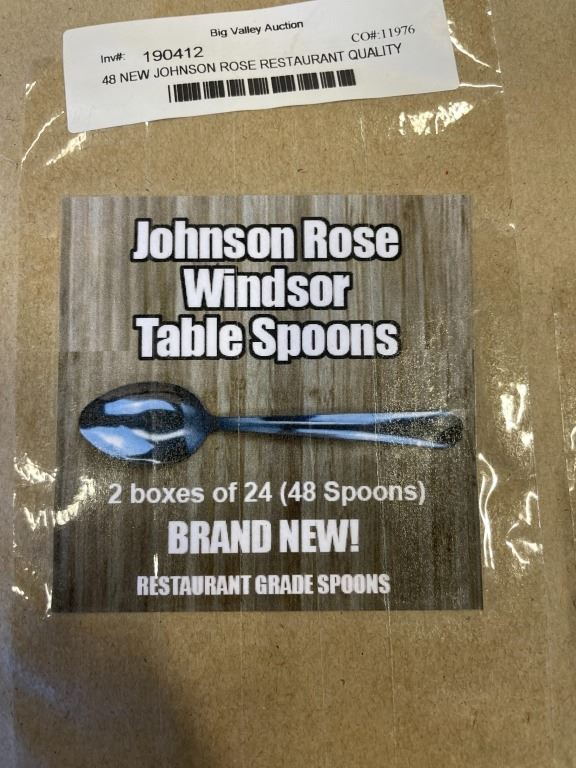 Big Valley Auction
Inv#: 190412 CO#:11976
48 NEW JOHNSON ROSE RESTAURANT QUALITY
Johnson Rose
Windsor
Table Spoons
2 boxes of 24 (48 Spoons)
BRAND NEW!
RESTAURANT GRADE SPOONS